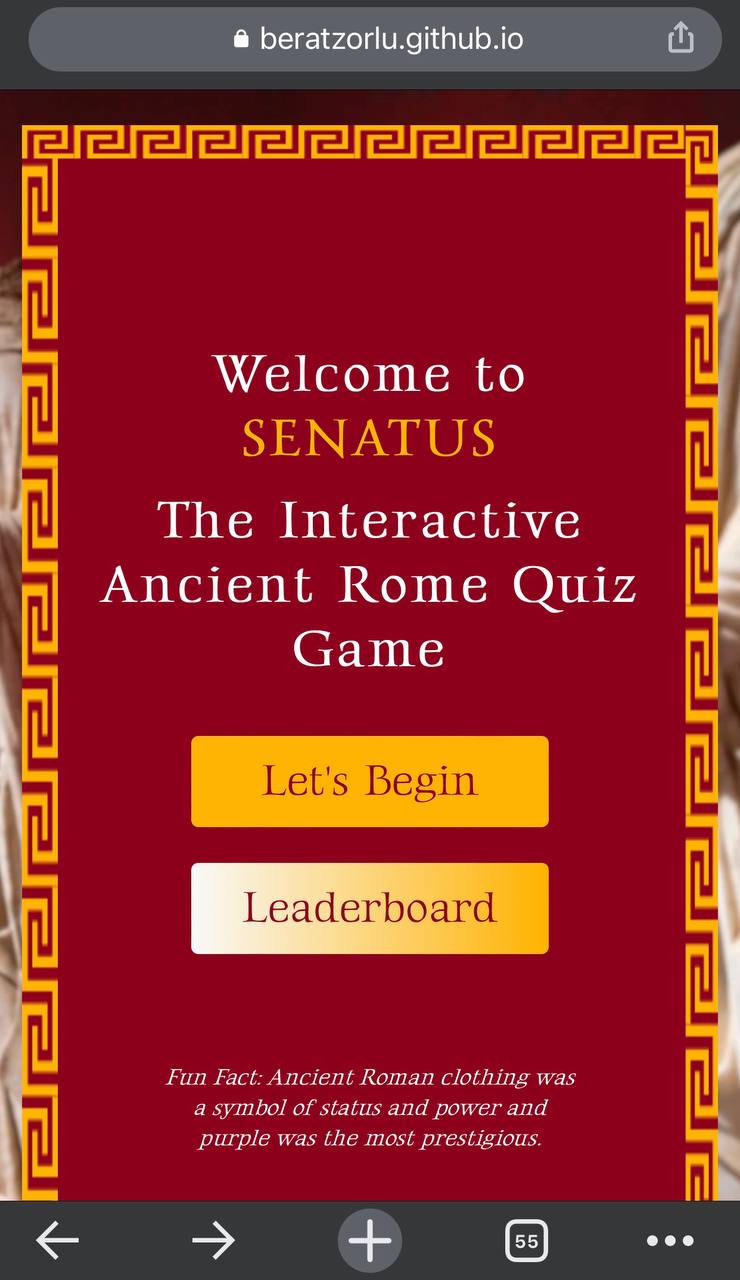 beratzorlu.github.io
Welcome to
SENATUS
The Interactive
Ancient Rome Quiz
Game
Let's Begin
Leaderboard
Fun Fact: Ancient Roman clothing was
a symbol of status and power and
purple was the most prestigious.
55